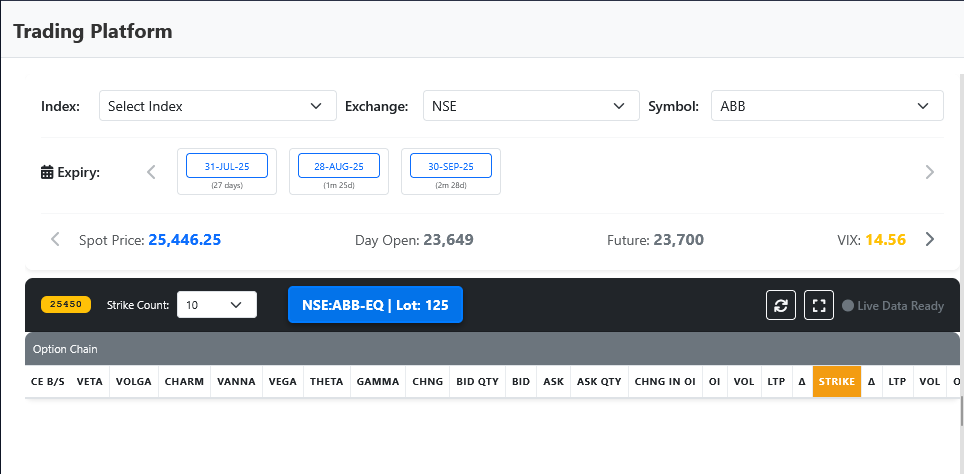 Trading Platform
Index: Select Index Exchange: NSE Symbol: ABB
Expiry: 31-JUL-25 28-AUG-25 30-SEP-25
(27 days) (1m 25d) (2m 28d)
Spot Price: 25,446.25 Day Open: 23,649 Future: 23,700 VIX: 14.56
25450 Strike Count: 10 NSE:ABB-EQ | Lot: 125 Live Data Ready
Option Chain
CE B/S VETA VOLGA CHARM VANNA VEGA THETA GAMMA CHNG BID QTY BID ASK ASK QTY CHNG IN OI OI VOL LTP Δ STRIKE Δ LTP VOL